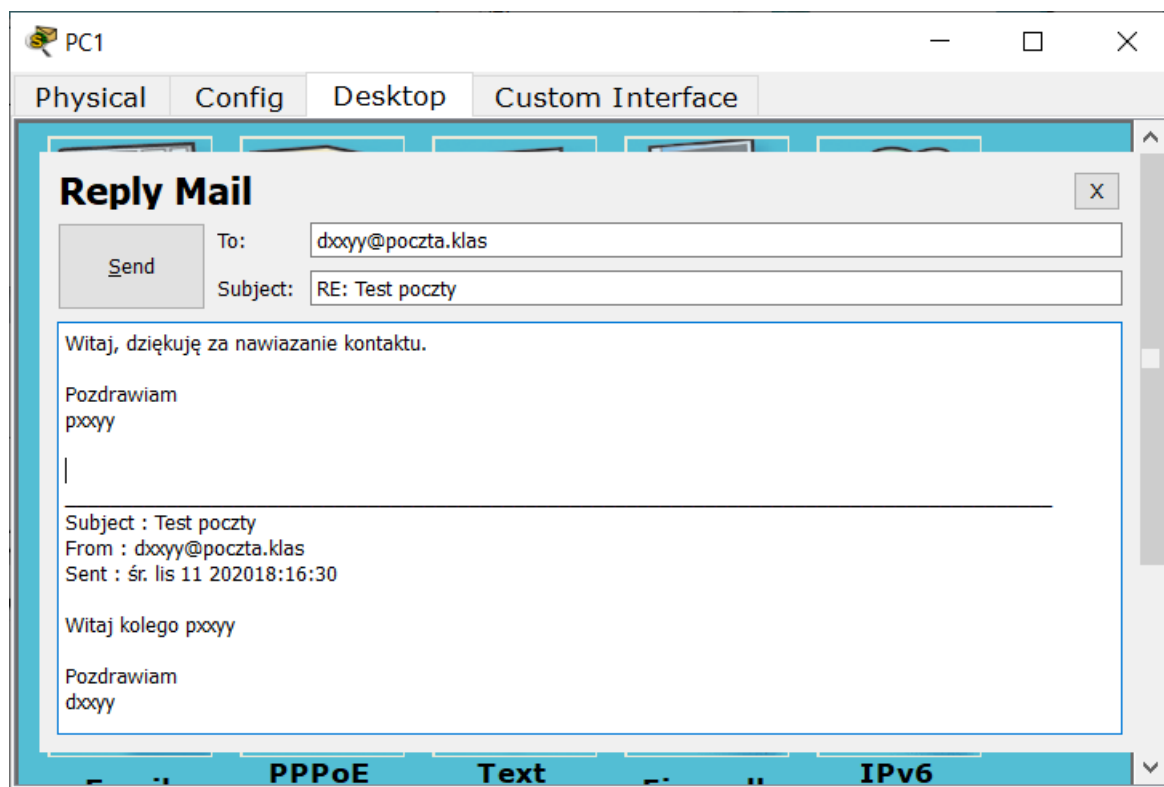 PC1
Physical Config Desktop Custom Interface
Reply Mail X
Send
To: dxxyy@poczta.klas
Subject: RE: Test poczty
Witaj, dziękuję za nawiazanie kontaktu.
Pozdrawiam
pxxyy
Subject : Test poczty
From : dxxyy@poczta.klas
Sent : śr. lis 11 202018:16:30
Witaj kolego pxxyy
Pozdrawiam
dxxyy
PPPoE Text IPv6